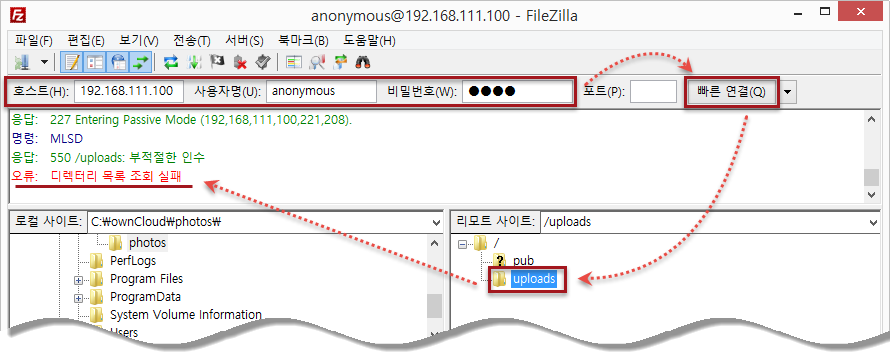 anonymous@192.168.111.100 - FileZilla
파일(F) 편집(E) 보기(V) 전송(T) 서버(S) 북마크(B) 도움말(H)
호스트(H): 192.168.111.100 사용자명(U): anonymous 비밀번호(W): ●●●● 포트(P): 빠른 연결(Q)
응답: 227 Entering Passive Mode (192,168,111,100,221,208).
명령: MLSD
응답: 550 /uploads: 부적절한 인수
오류: 디렉터리 목록 조회 실패
로컬 사이트: C:\ownCloud\photos\
리모트 사이트: /uploads
photos
PerfLogs
Program Files
ProgramData
System Volume Information
Users
/
pub
uploads